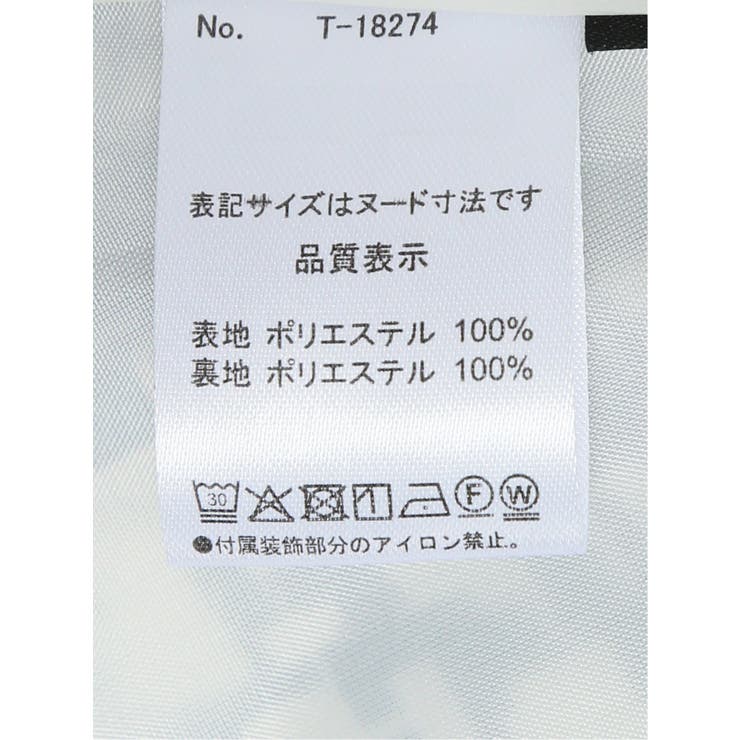 No. T-18274
表記サイズはヌード寸法です
品質表示
表地 ポリエステル 100%
裏地 ポリエステル 100%
30 F W
●付属装飾部分のアイロン禁止。